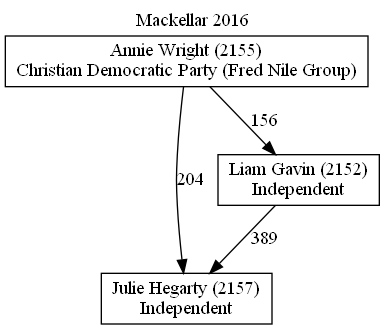 Mackellar 2016
Annie Wright (2155)
Christian Democratic Party (Fred Nile Group)
156
Liam Gavin (2152)
Independent
204
389
Julie Hegarty (2157)
Independent